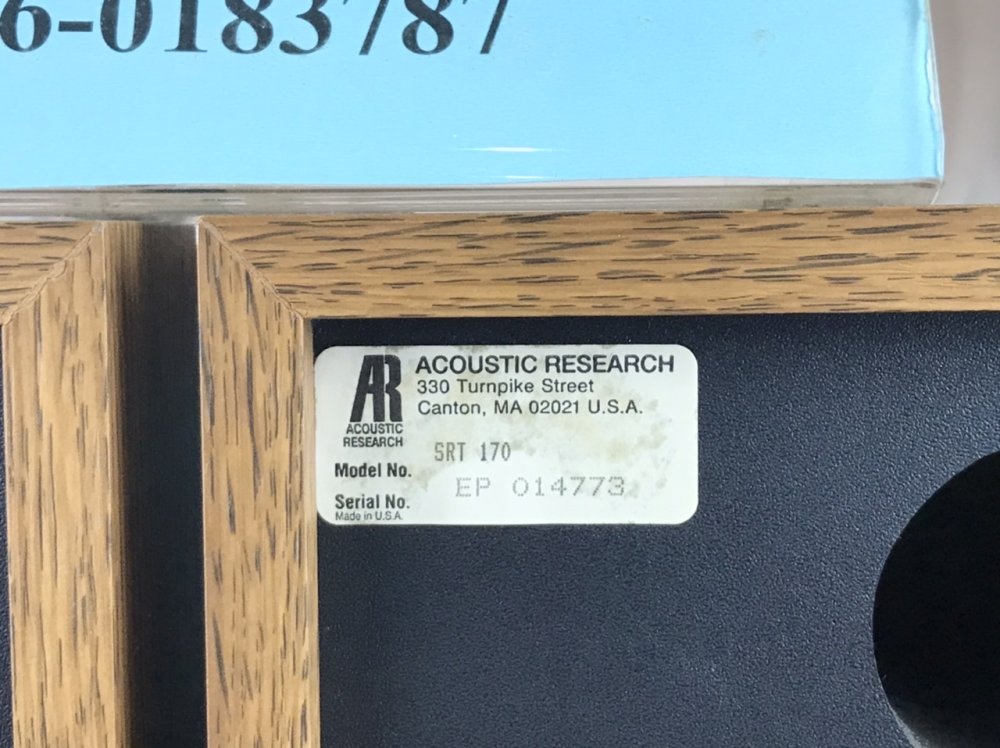 6-0183787
AR
ACOUSTIC
RESEARCH
ACOUSTIC RESEARCH
330 Turnpike Street
Canton, MA 02021 U.S.A.
Model No. SRT 170
Serial No. EP 014773
Made in U.S.A.